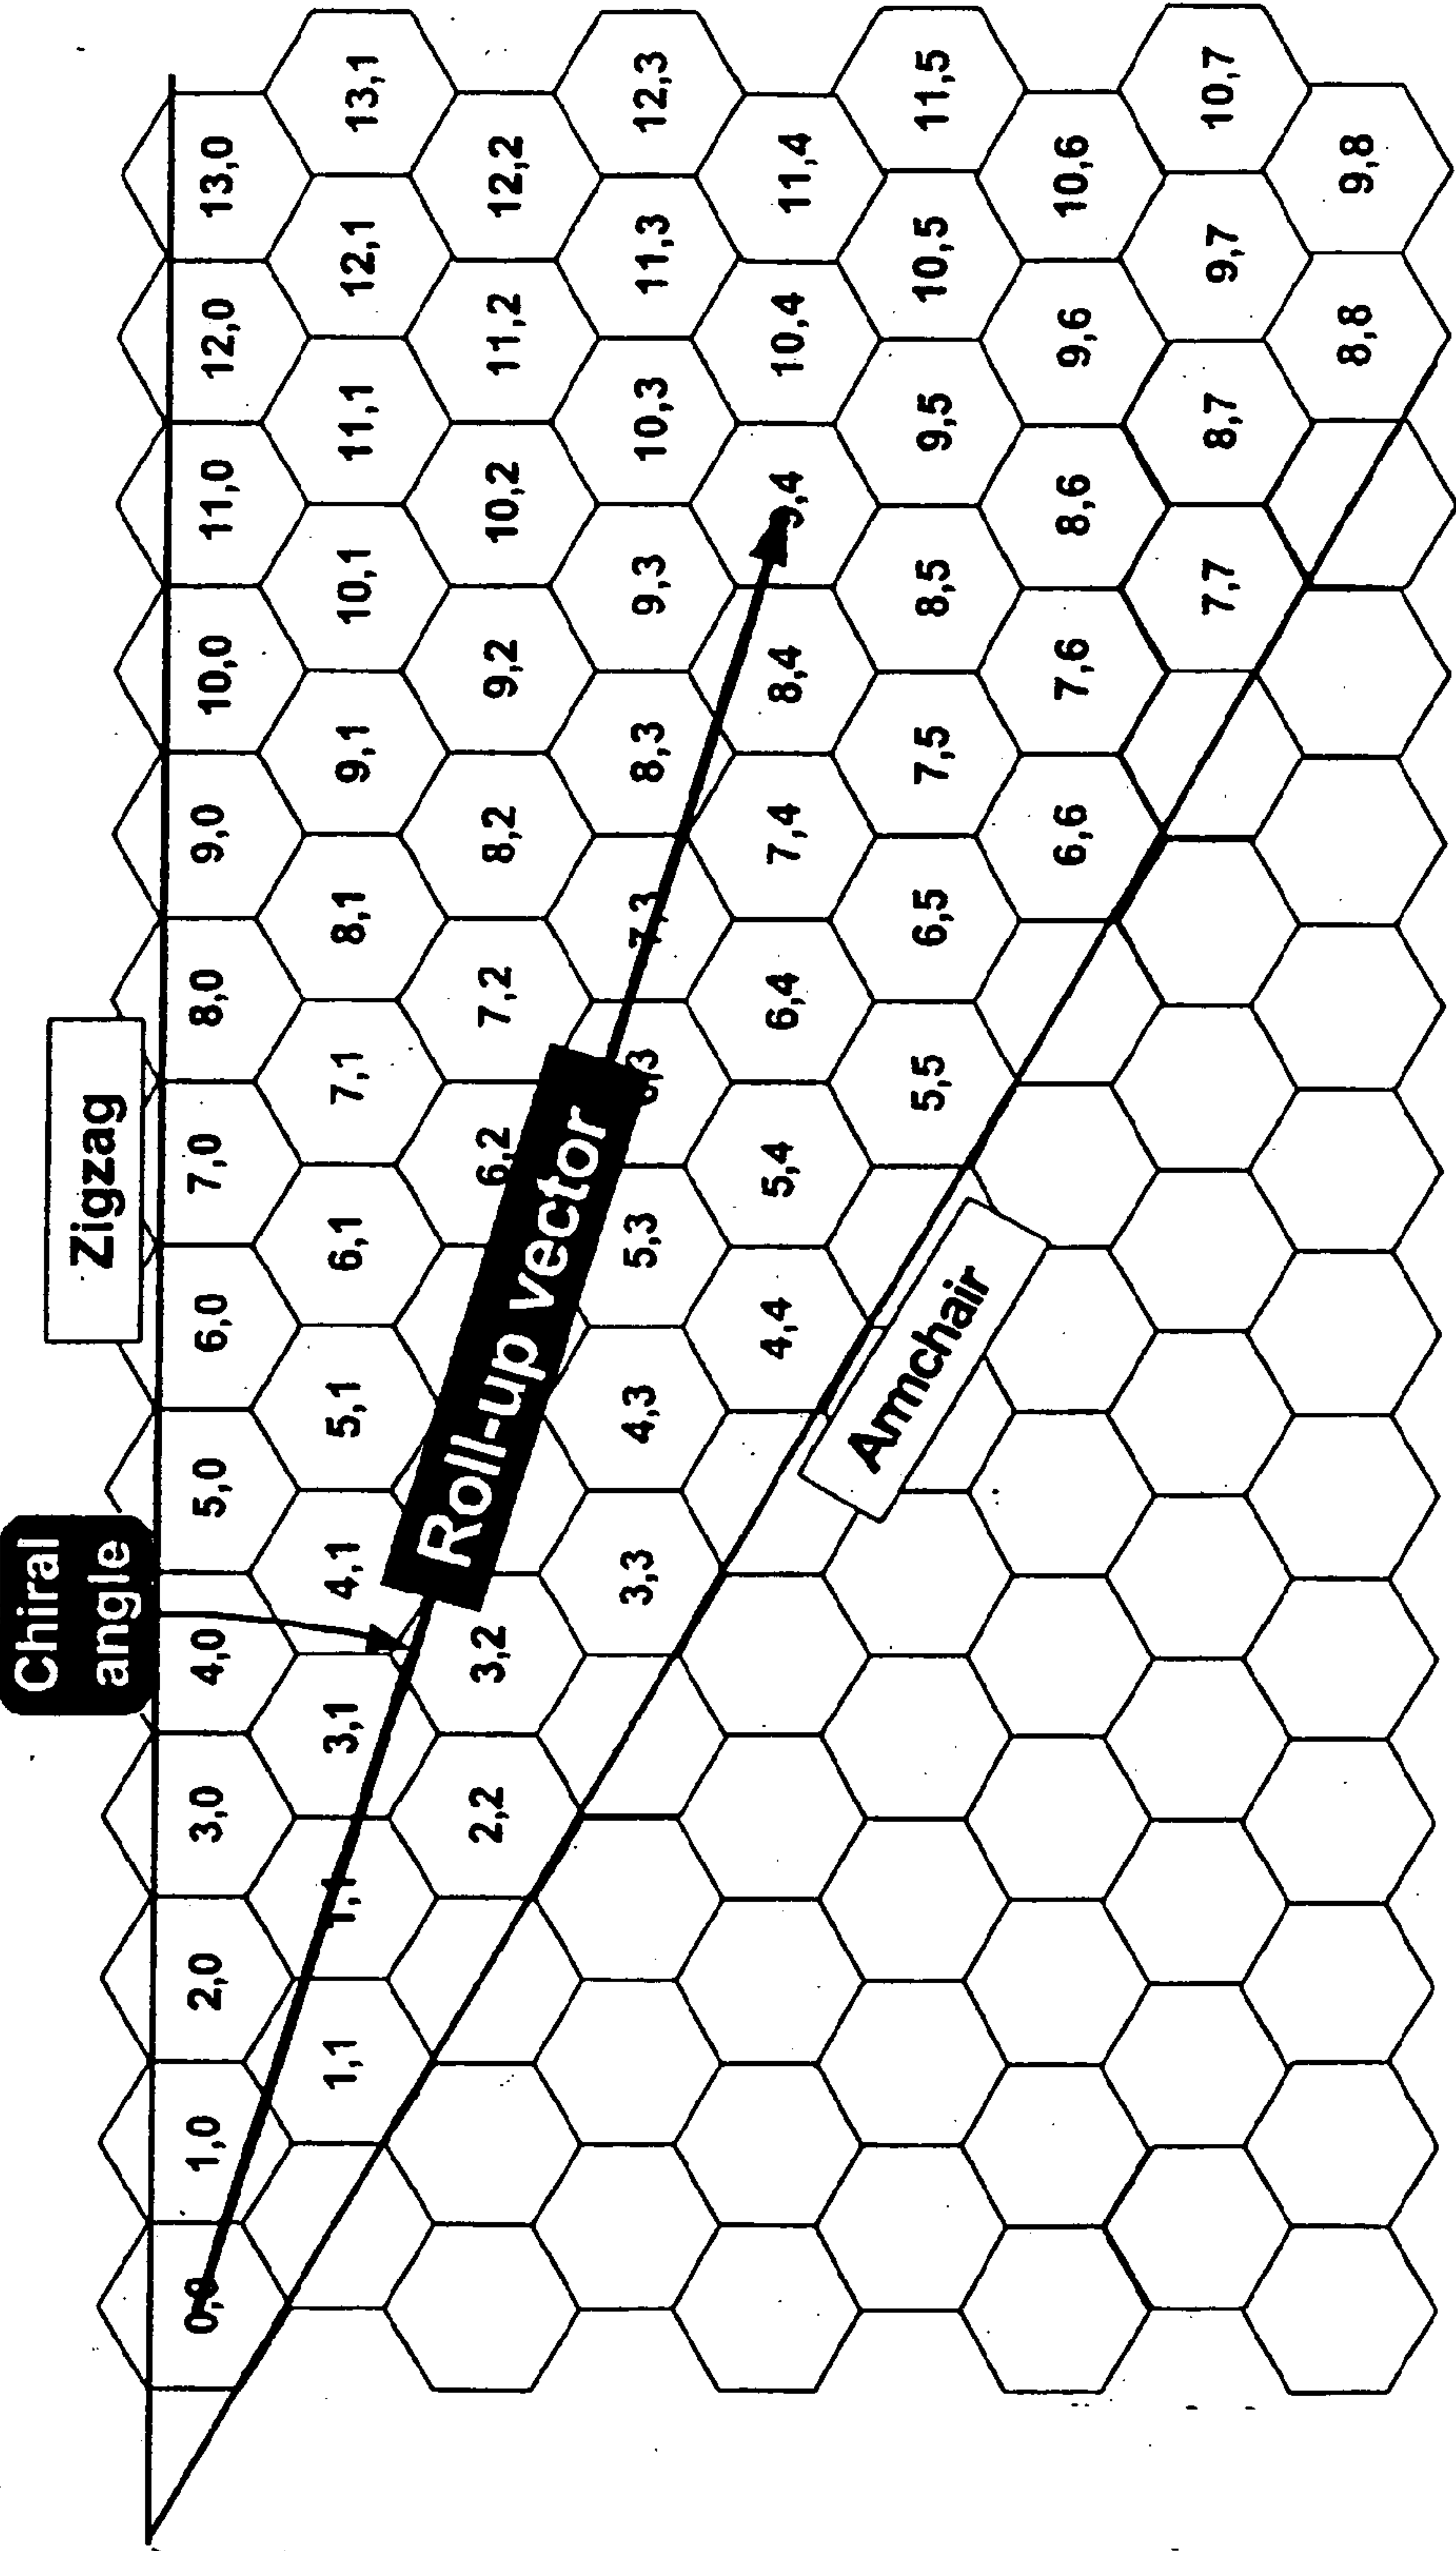 Chiral
angle
Zigzag
0,0 1,0 2,0 3,0 4,0 5,0 6,0 7,0 8,0 9,0 10,0 11,0 12,0 13,0
1,1 3,1 4,1 5,1 6,1 7,1 8,1 9,1 10,1 11,1 12,1 13,1
2,2 3,2 6,2 7,2 8,2 9,2 10,2 11,2 12,2
Roll-up vector
3,3 4,3 5,3 7,3 8,3 9,3 10,3 11,3 12,3
4,4 5,4 6,4 7,4 8,4 9,4 10,4 11,4
Armchair
5,5 6,5 7,5 8,5 9,5 10,5 11,5
6,6 7,6 8,6 9,6 10,6
7,7 8,7 9,7 10,7
8,8 9,8